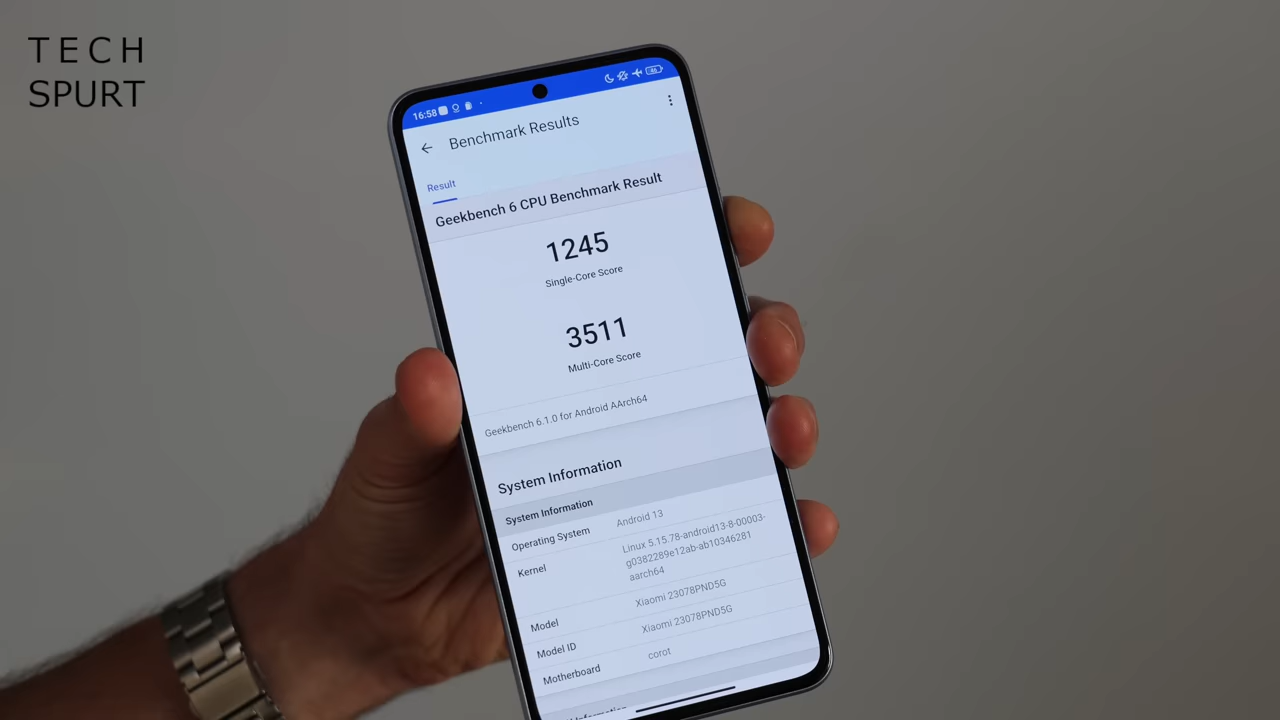 TECH
SPURT
16:58
46
Benchmark Results
Result
Geekbench 6 CPU Benchmark Result
1245
Single-Core Score
3511
Multi-Core Score
Geekbench 6.1.0 for Android AArch64
System Information
System Information
Operating System Android 13
Kernel Linux 5.15.78-android13-8-00003-
g0382289e12ab-ab10346281
aarch64
Model Xiaomi 23078PND5G
Model ID Xiaomi 23078PND5G
Motherboard corot
Information